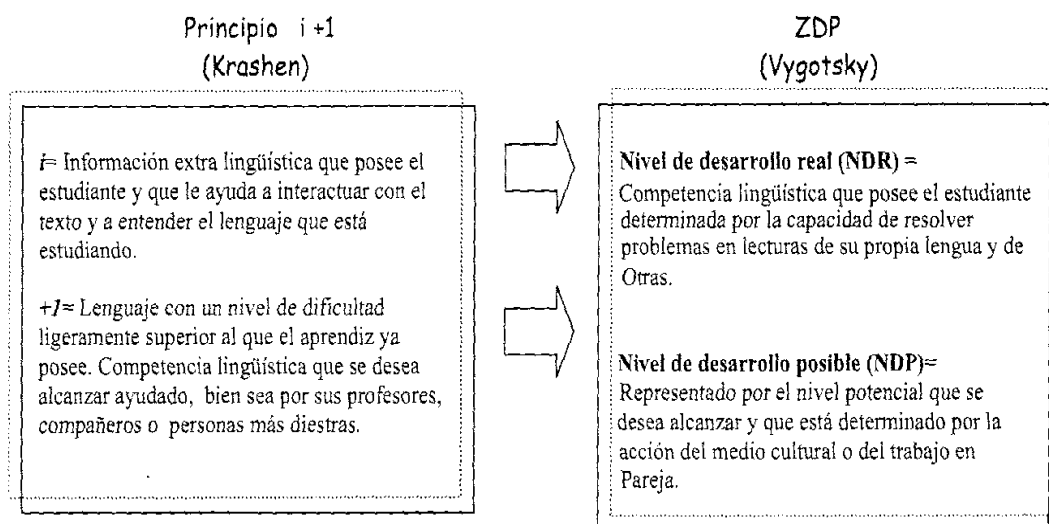 Principio i +1
(Krashen)
i= Información extra lingüística que posee el
estudiante y que le ayuda a interactuar con el
texto y a entender el lenguaje que está
estudiando.
+1= Lenguaje con un nivel de dificultad
ligeramente superior al que el aprendiz ya
posee. Competencia lingüística que se desea
alcanzar ayudado, bien sea por sus profesores,
compañeros o personas más diestras.
ZDP
(Vygotsky)
Nivel de desarrollo real (NDR) =
Competencia lingüística que posee el estudiante
determinada por la capacidad de resolver
problemas en lecturas de su propia lengua y de
Otras.
Nivel de desarrollo posible (NDP)=
Representado por el nivel potencial que se
desea alcanzar y que está determinado por la
acción del medio cultural o del trabajo en
Pareja.